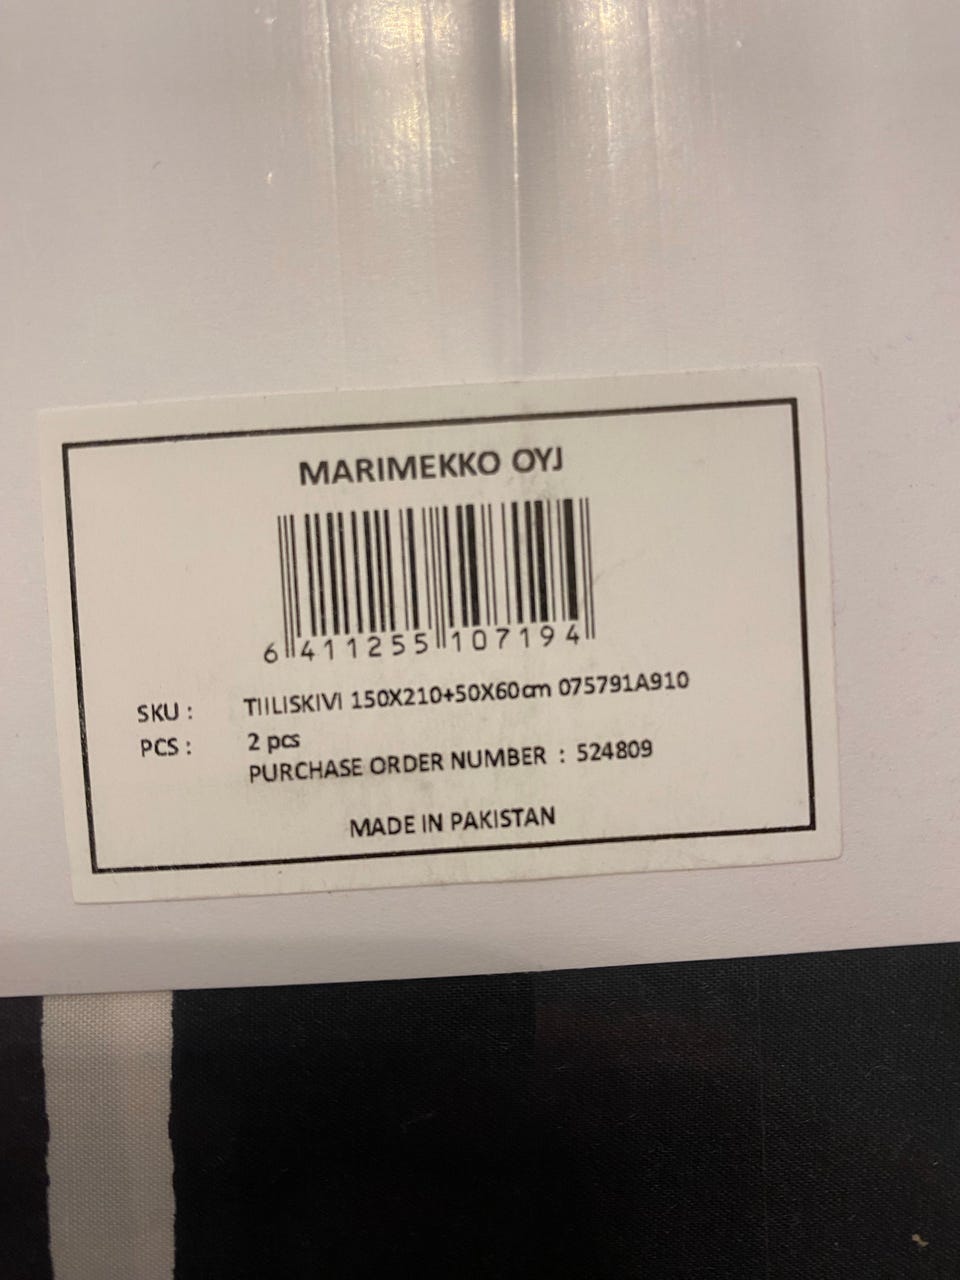 MARIMEKKO OYJ
6 411255 107194
SKU : TIILISKIVI 150X210+50X60cm 075791A910
PCS : 2 pcs
PURCHASE ORDER NUMBER : 524809
MADE IN PAKISTAN